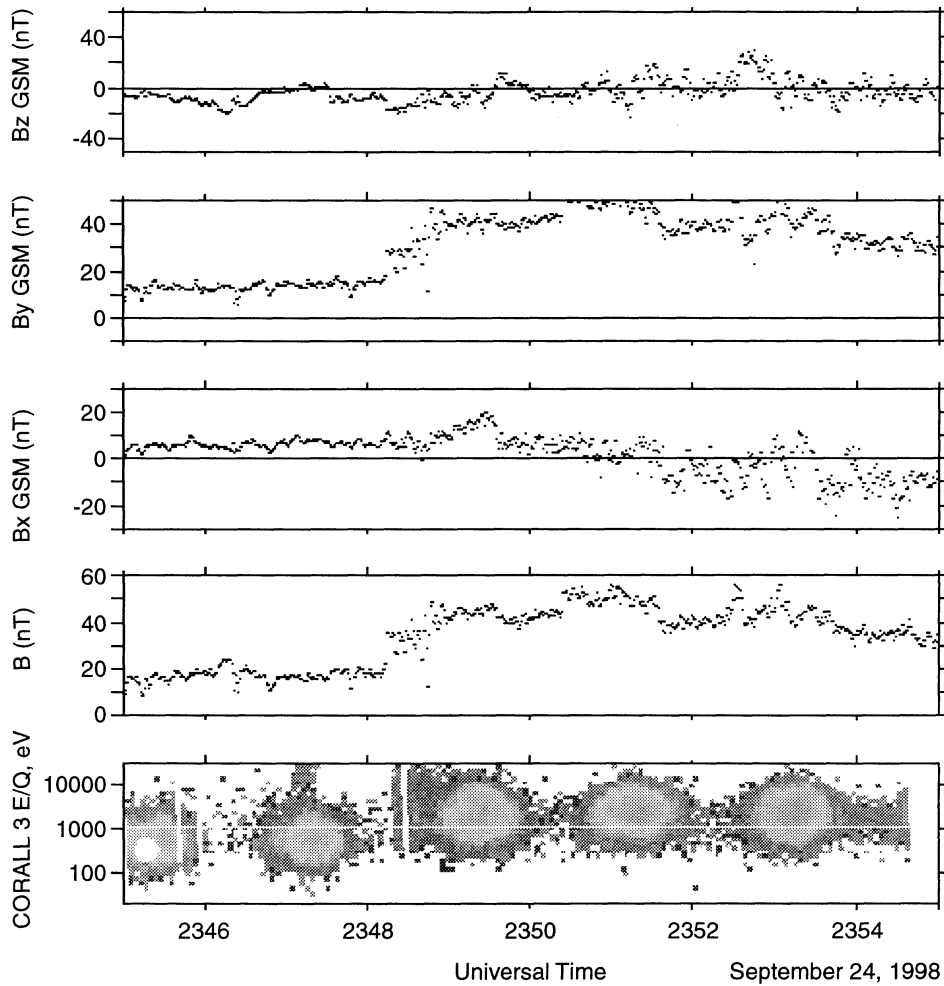 Bz GSM (nT)
40
0
-40
By GSM (nT)
40
20
0
Bx GSM (nT)
20
0
-20
B (nT)
60
40
20
0
CORALL 3 E/Q, eV
10000
1000
100
2346 2348 2350 2352 2354
Universal Time September 24, 1998